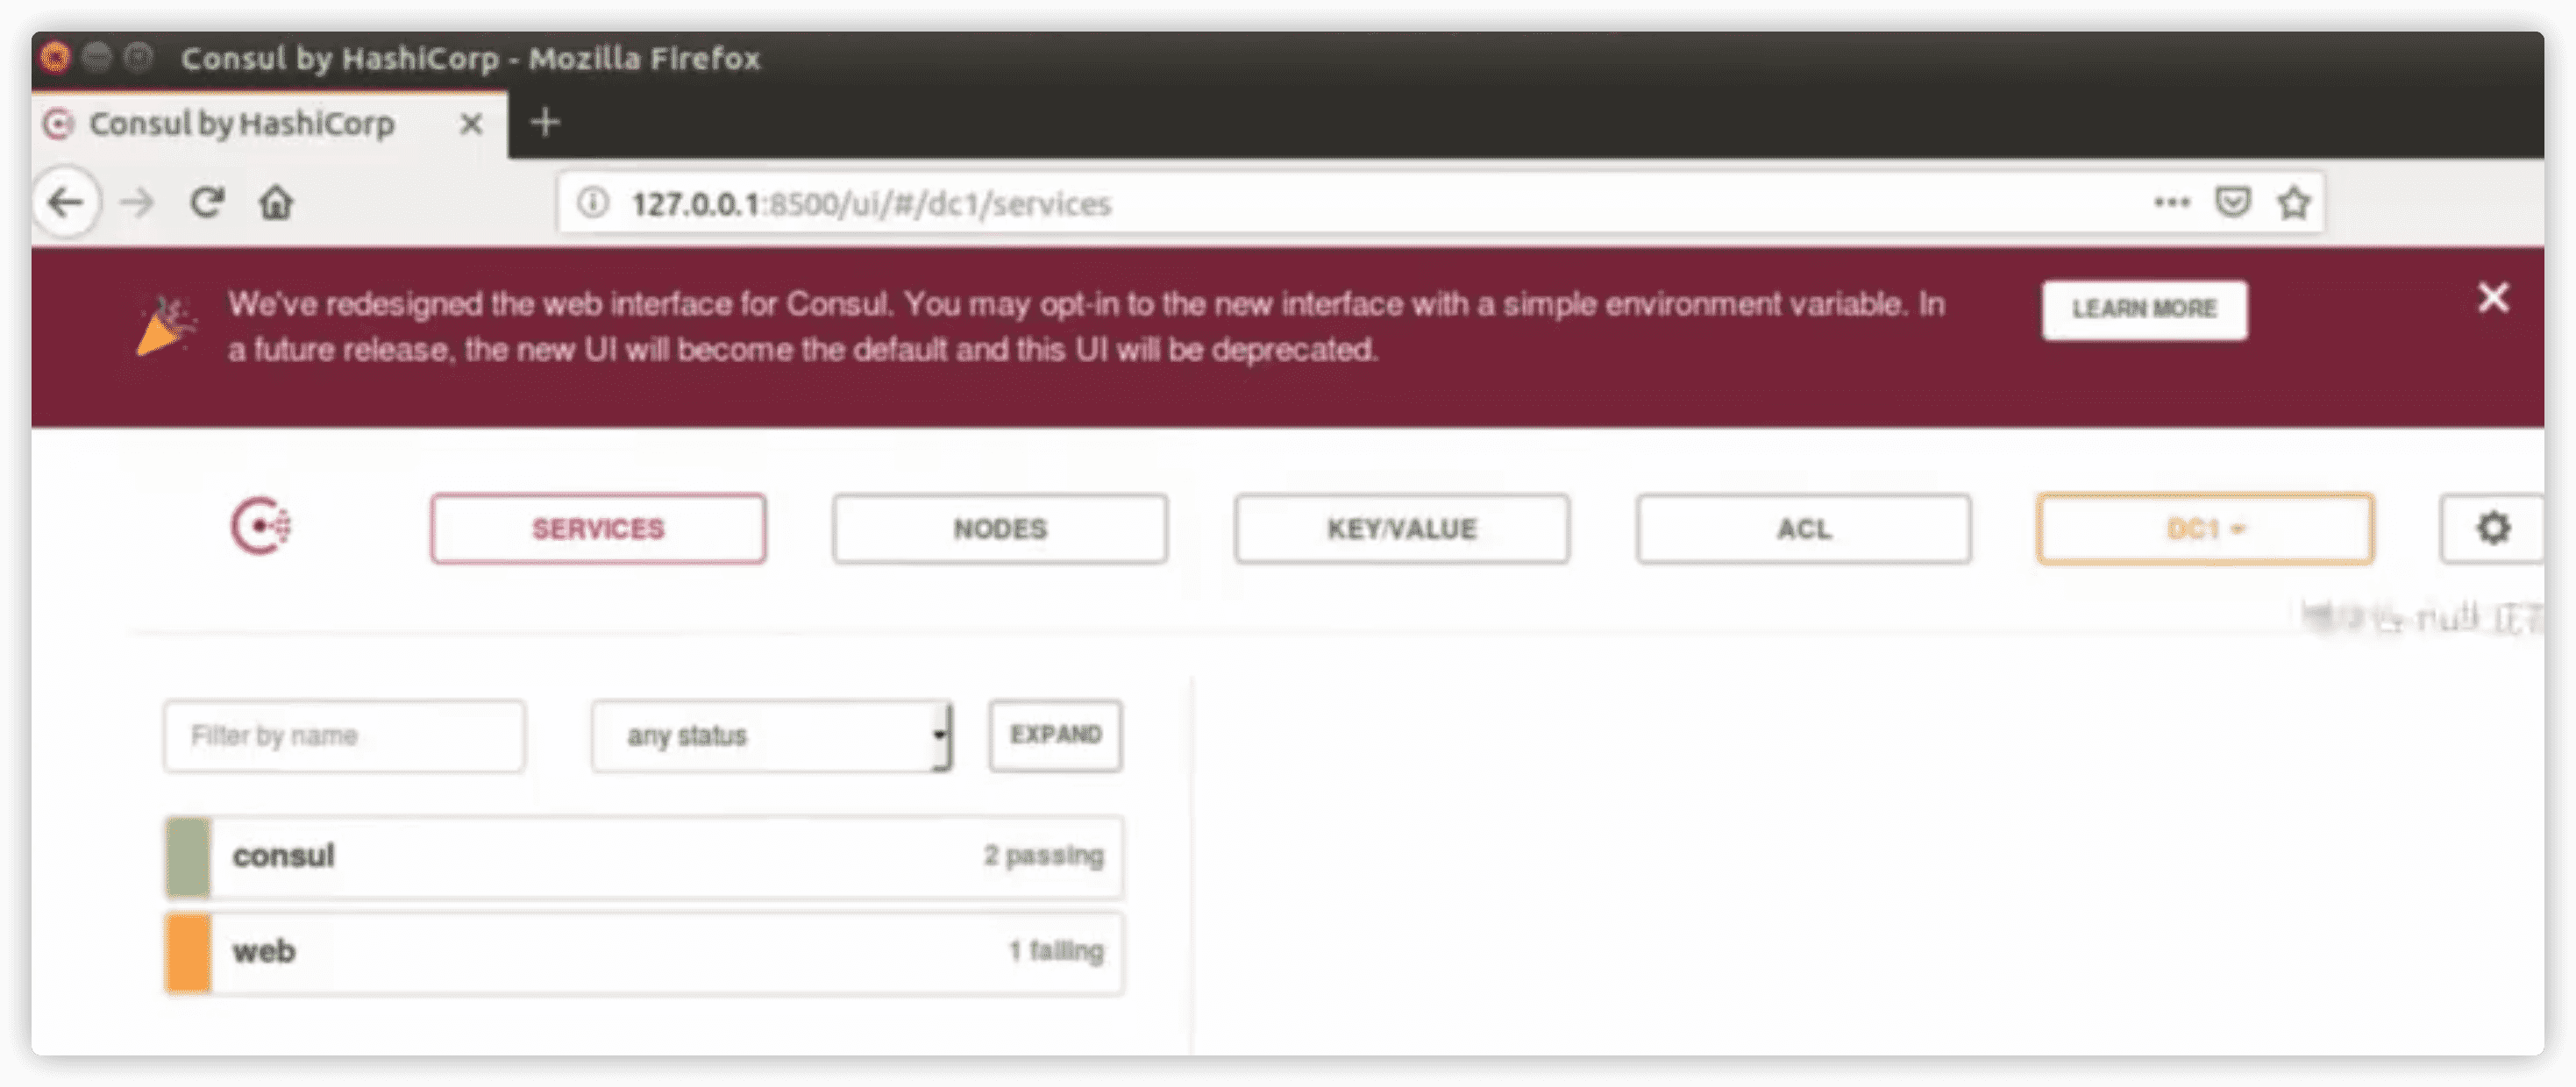 Consul by HashiCorp - Mozilla Firefox
Consul by HashiCorp
127.0.0.1:8500/ui/#/dc1/services
We've redesigned the web interface for Consul. You may opt-in to the new interface with a simple environment variable. In
a future release, the new UI will become the default and this UI will be deprecated.
LEARN MORE
SERVICES
NODES
KEY/VALUE
ACL
DC1
Filter by name
any status
EXPAND
consul
2 passing
web
1 failing